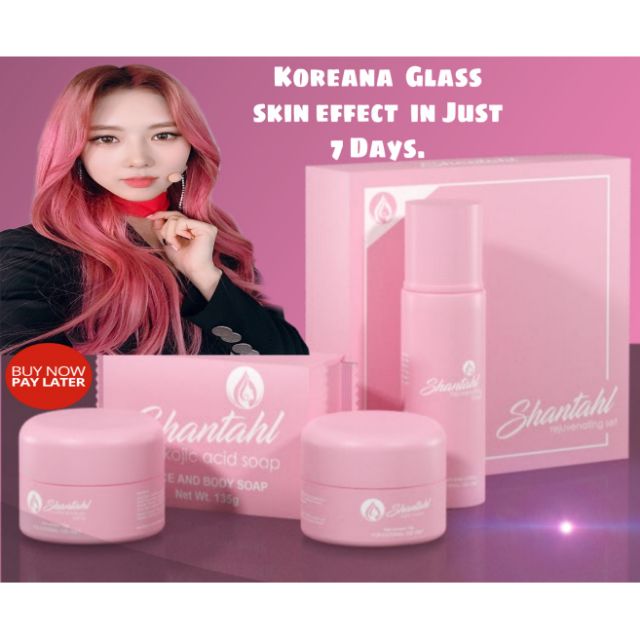 Koreana Glass
skin effect in Just
7 Days.
BUY NOW
PAY LATER
Shantahl
rejuvenating set
Shantahl
Shantahl
kojic acid soap
CE AND BODY SOAP
Net Wt. 135g
Shantahl
Shantahl